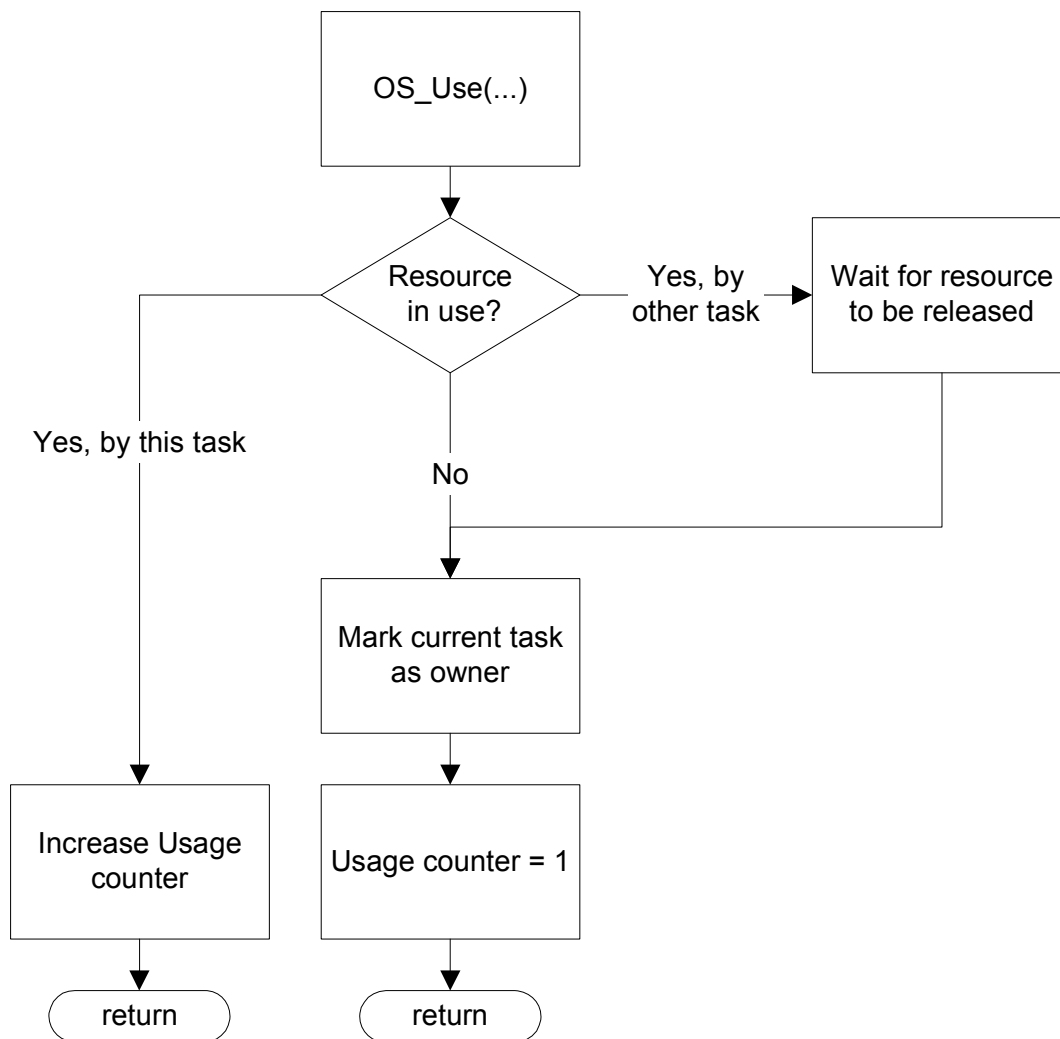 OS_Use(...)
Resource
in use?
Yes, by
other task
Wait for resource
to be released
Yes, by this task
No
Mark current task
as owner
Increase Usage
counter
Usage counter = 1
return
return